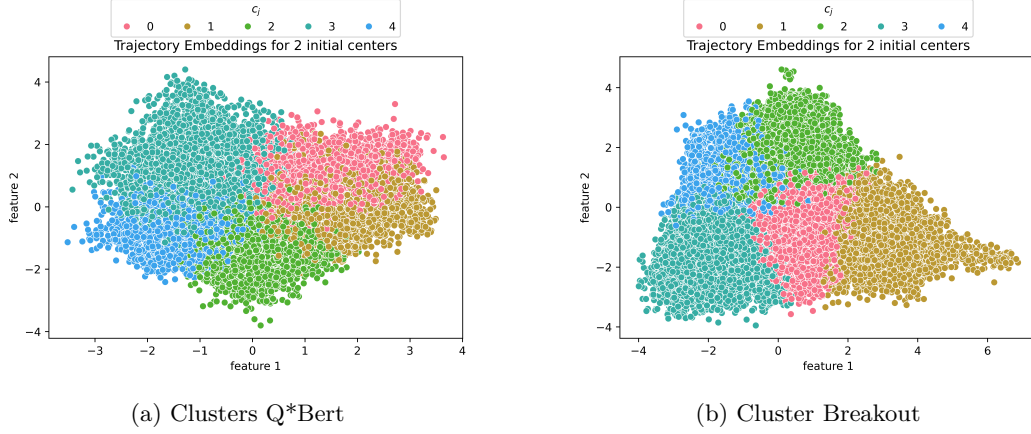 c_j
0 1 2 3 4
Trajectory Embeddings for 2 initial centers
feature 2
4
2
0
−2
−4
−3 −2 −1 0 1 2 3 4
feature 1
(a) Clusters Q*Bert
c_j
0 1 2 3 4
Trajectory Embeddings for 2 initial centers
feature 2
4
2
0
−2
−4
−4 −2 0 2 4 6
feature 1
(b) Cluster Breakout